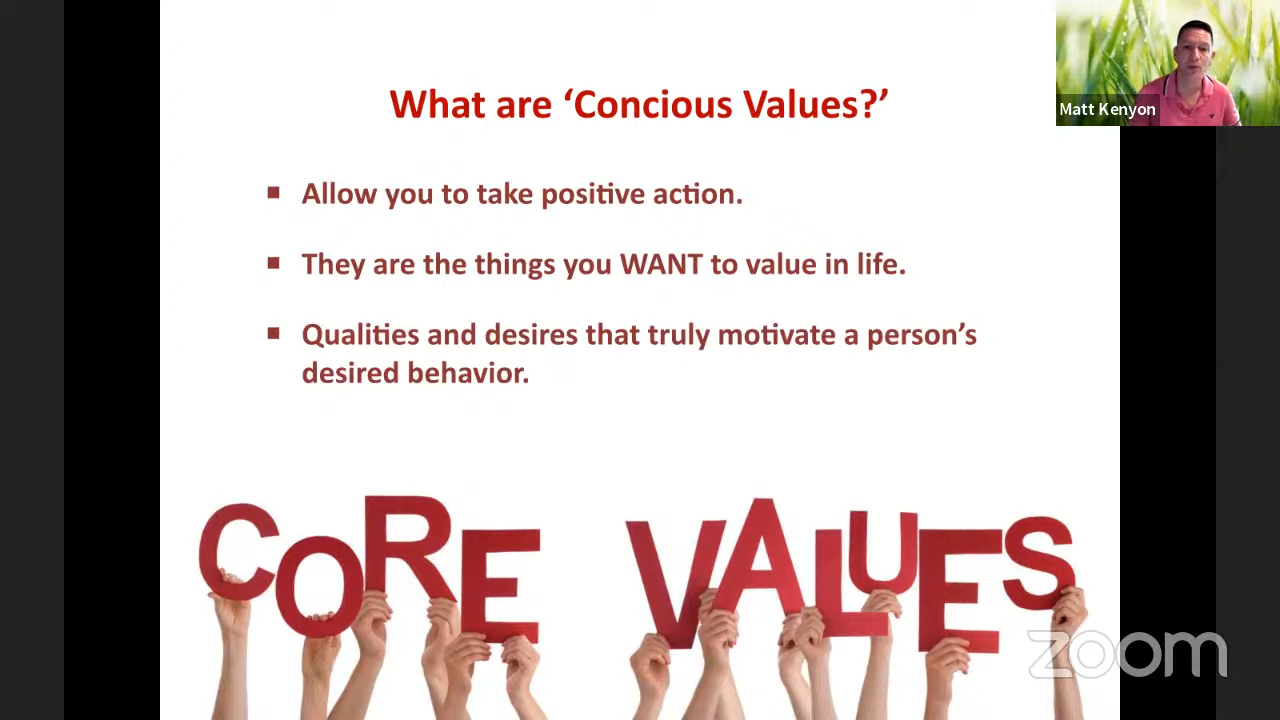 What are ‘Concious Values?’
Matt Kenyon
Allow you to take positive action.
They are the things you WANT to value in life.
Qualities and desires that truly motivate a person’s
desired behavior.
CORE VALUES
zoom